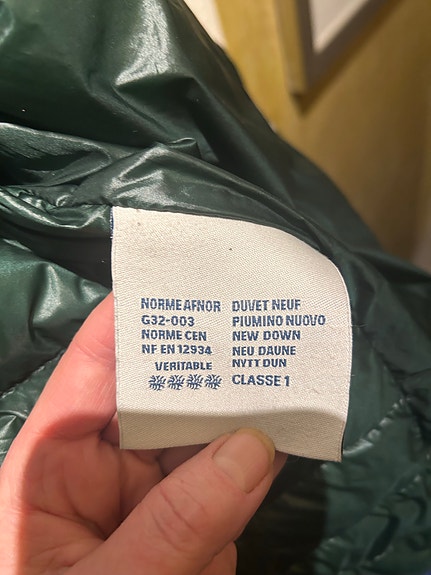 NORME AFNOR
G32-003
NORME CEN
NF EN 12934
VERITABLE
DUVET NEUF
PIUMINO NUOVO
NEW DOWN
NEU DAUNE
NYTT DUN
CLASSE 1